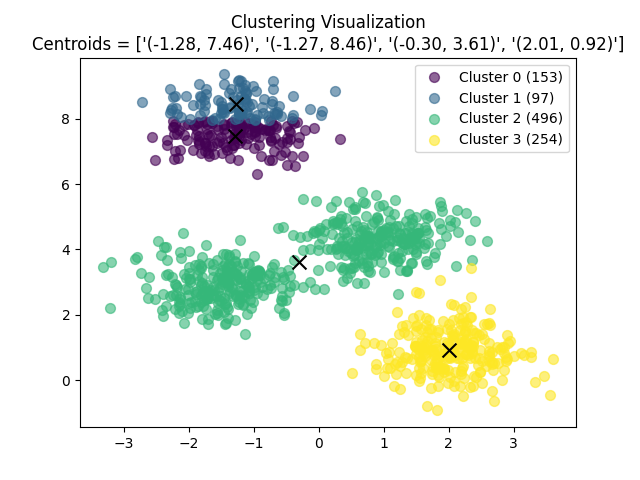 Clustering Visualization
Centroids = ['(-1.28, 7.46)', '(-1.27, 8.46)', '(-0.30, 3.61)', '(2.01, 0.92)']
Cluster 0 (153)
Cluster 1 (97)
Cluster 2 (496)
Cluster 3 (254)
8
6
4
2
0
−3 −2 −1 0 1 2 3